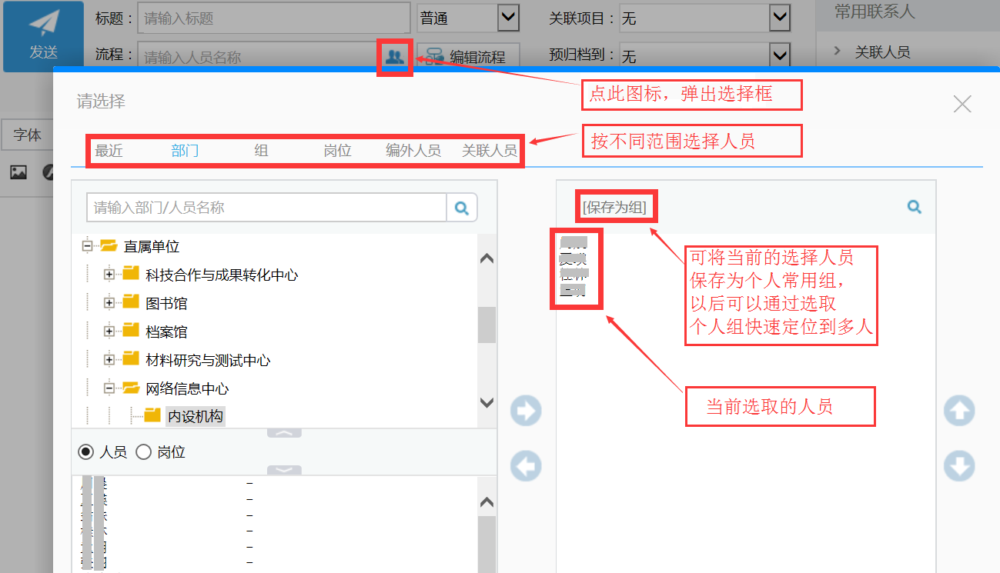 标题： 请输入标题 普通 关联项目： 无 常用联系人
发送 流程： 请输入人员名称 编辑流程 预归档到： 无 关联人员
点此图标，弹出选择框
请选择
字体
最近 部门 组 岗位 编外人员 关联人员
按不同范围选择人员
请输入部门/人员名称
[保存为组]
直属单位
科技合作与成果转化中心
图书馆
档案馆
材料研究与测试中心
网络信息中心
内设机构
可将当前的选择人员
保存为个人常用组，
以后可以通过选取
个人组快速定位到多人
当前选取的人员
人员 岗位
－
－
－
－
－
－